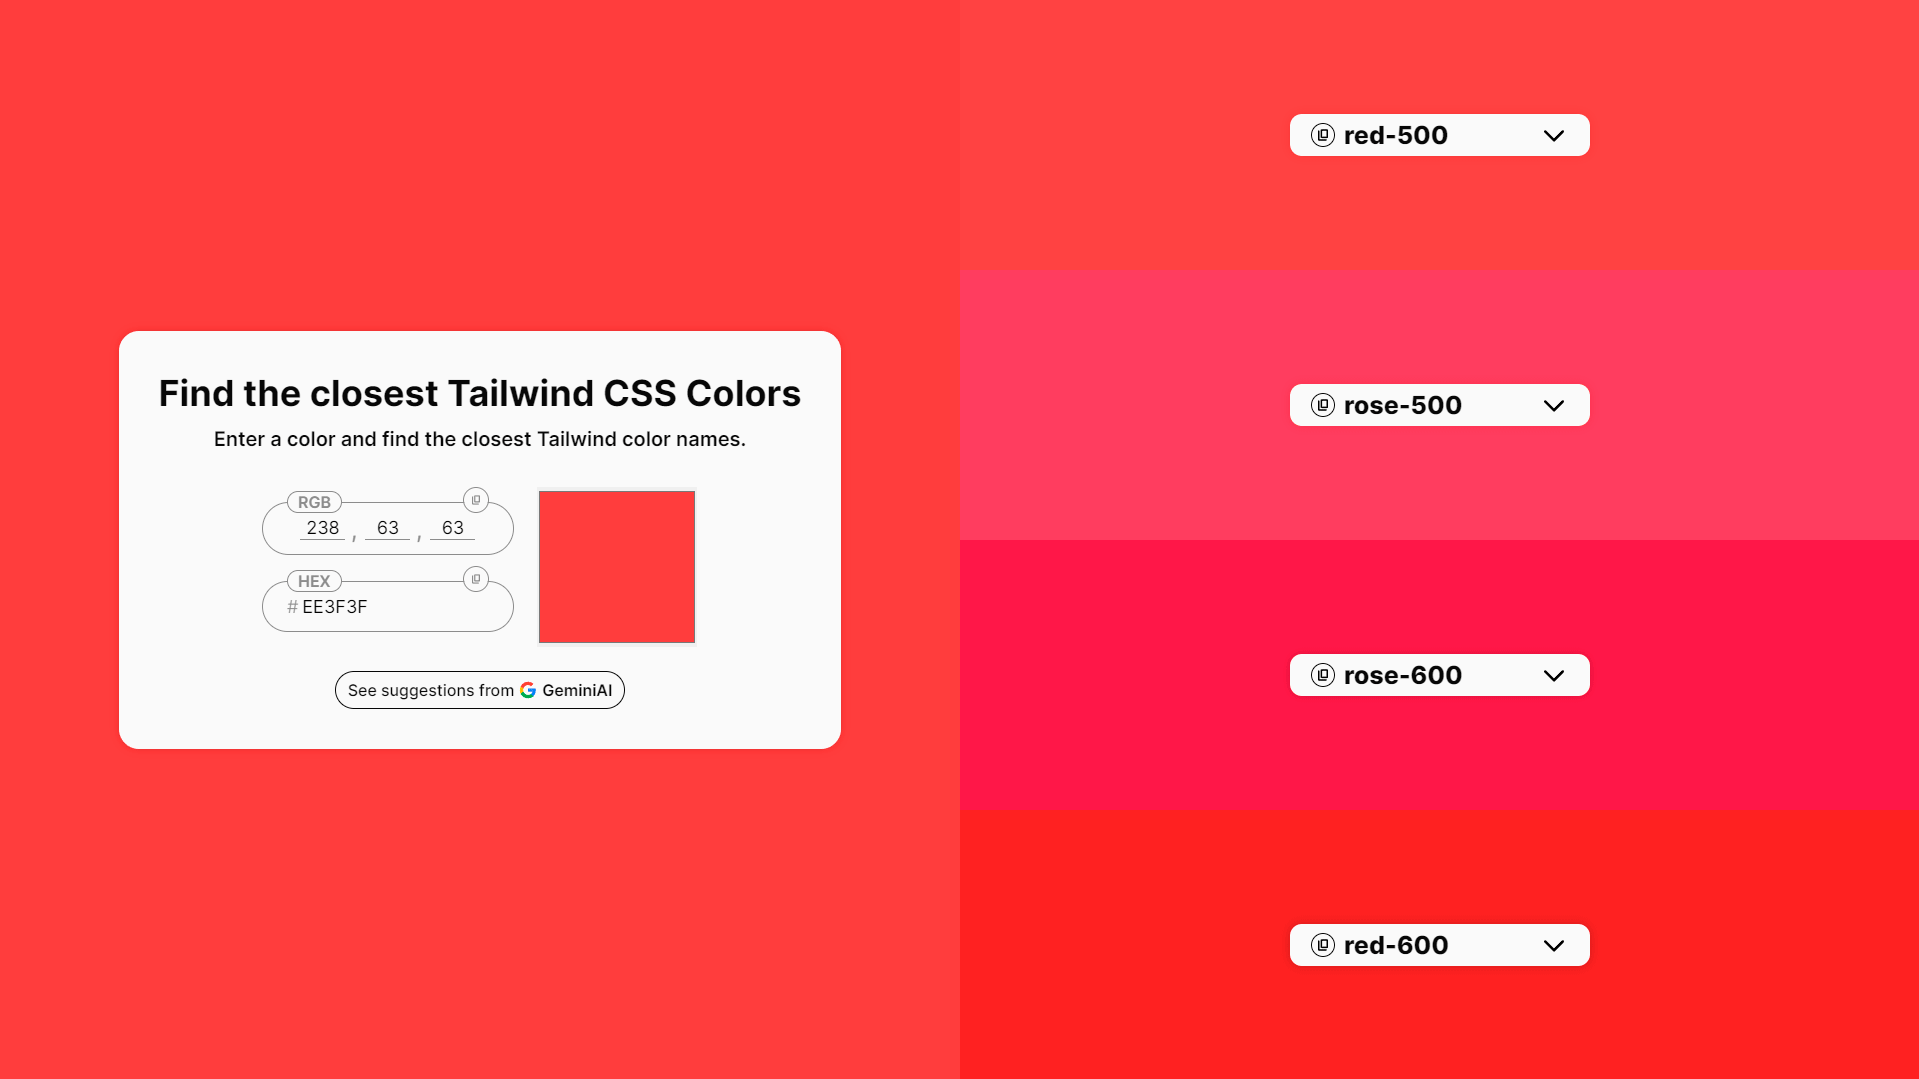 Find the closest Tailwind CSS Colors
Enter a color and find the closest Tailwind color names.
RGB
238 , 63 , 63
HEX
# EE3F3F
See suggestions from GeminiAI
red-500
rose-500
rose-600
red-600